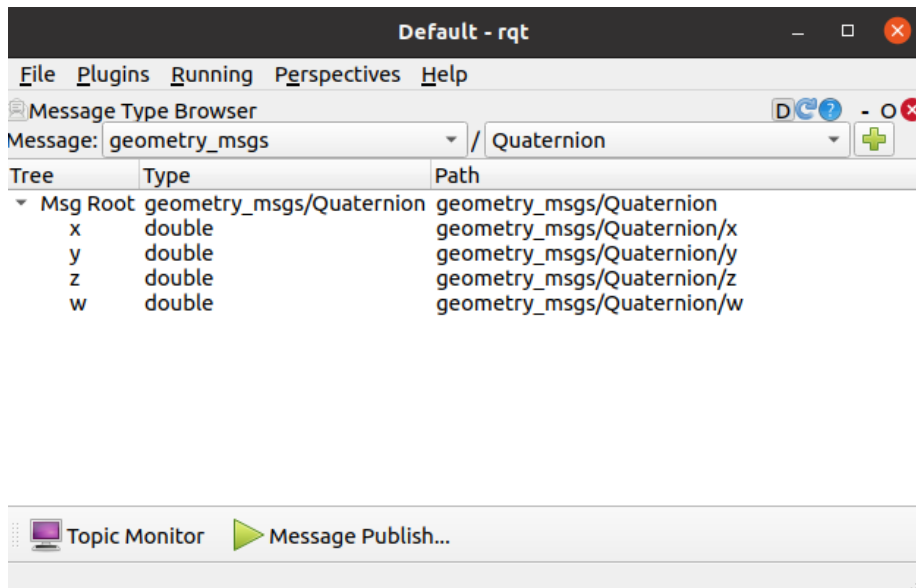 Default - rqt
File Plugins Running Perspectives Help
Message Type Browser D ? - O
Message: geometry_msgs / Quaternion
Tree Type Path
Msg Root geometry_msgs/Quaternion geometry_msgs/Quaternion
x double geometry_msgs/Quaternion/x
y double geometry_msgs/Quaternion/y
z double geometry_msgs/Quaternion/z
w double geometry_msgs/Quaternion/w
Topic Monitor Message Publish...